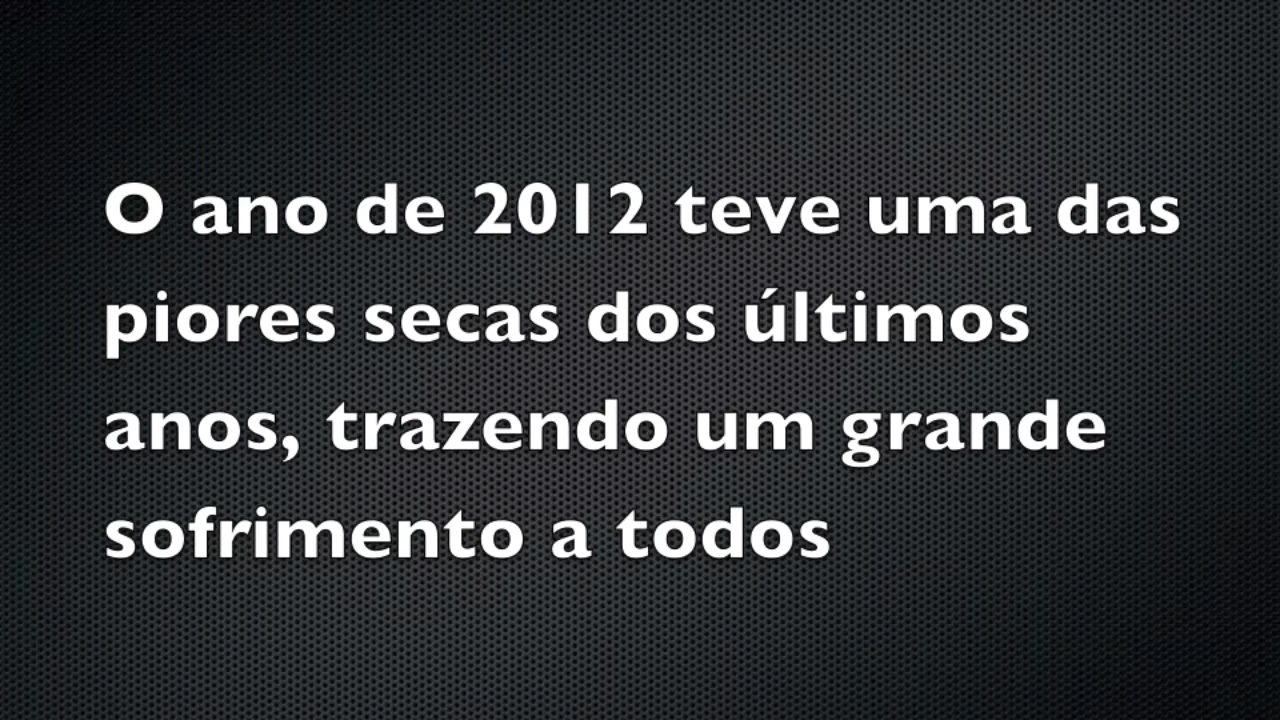 O ano de 2012 teve uma das
piores secas dos últimos
anos, trazendo um grande
sofrimento a todos